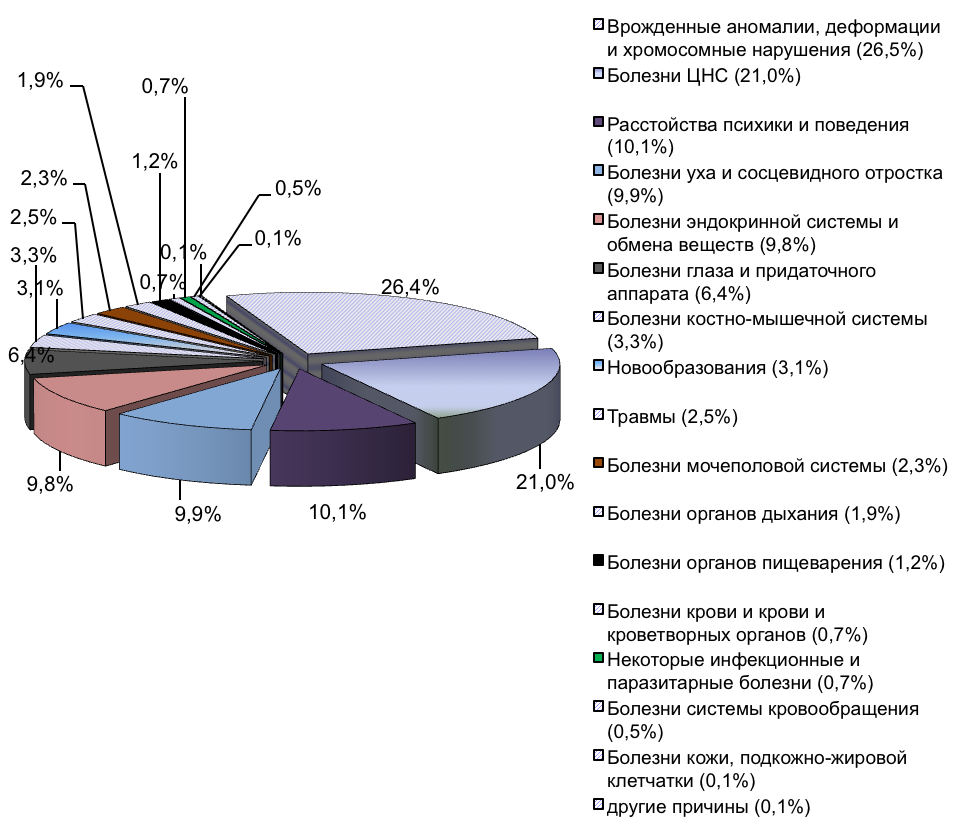 1,9%
0,7%
1,2%
2,3%
0,5%
2,5%
0,1%
3,3%
0,1%
3,1%
0,7%
26,4%
6,4%
9,8%
21,0%
9,9%
10,1%
Врожденные аномалии, деформации
и хромосомные нарушения (26,5%)
Болезни ЦНС (21,0%)
Расстойства психики и поведения
(10,1%)
Болезни уха и сосцевидного отростка
(9,9%)
Болезни эндокринной системы и
обмена веществ (9,8%)
Болезни глаза и придаточного
аппарата (6,4%)
Болезни костно-мышечной системы
(3,3%)
Новообразования (3,1%)
Травмы (2,5%)
Болезни мочеполовой системы (2,3%)
Болезни органов дыхания (1,9%)
Болезни органов пищеварения (1,2%)
Болезни крови и крови и
кроветворных органов (0,7%)
Некоторые инфекционные и
паразитарные болезни (0,7%)
Болезни системы кровообращения
(0,5%)
Болезни кожи, подкожно-жировой
клетчатки (0,1%)
другие причины (0,1%)